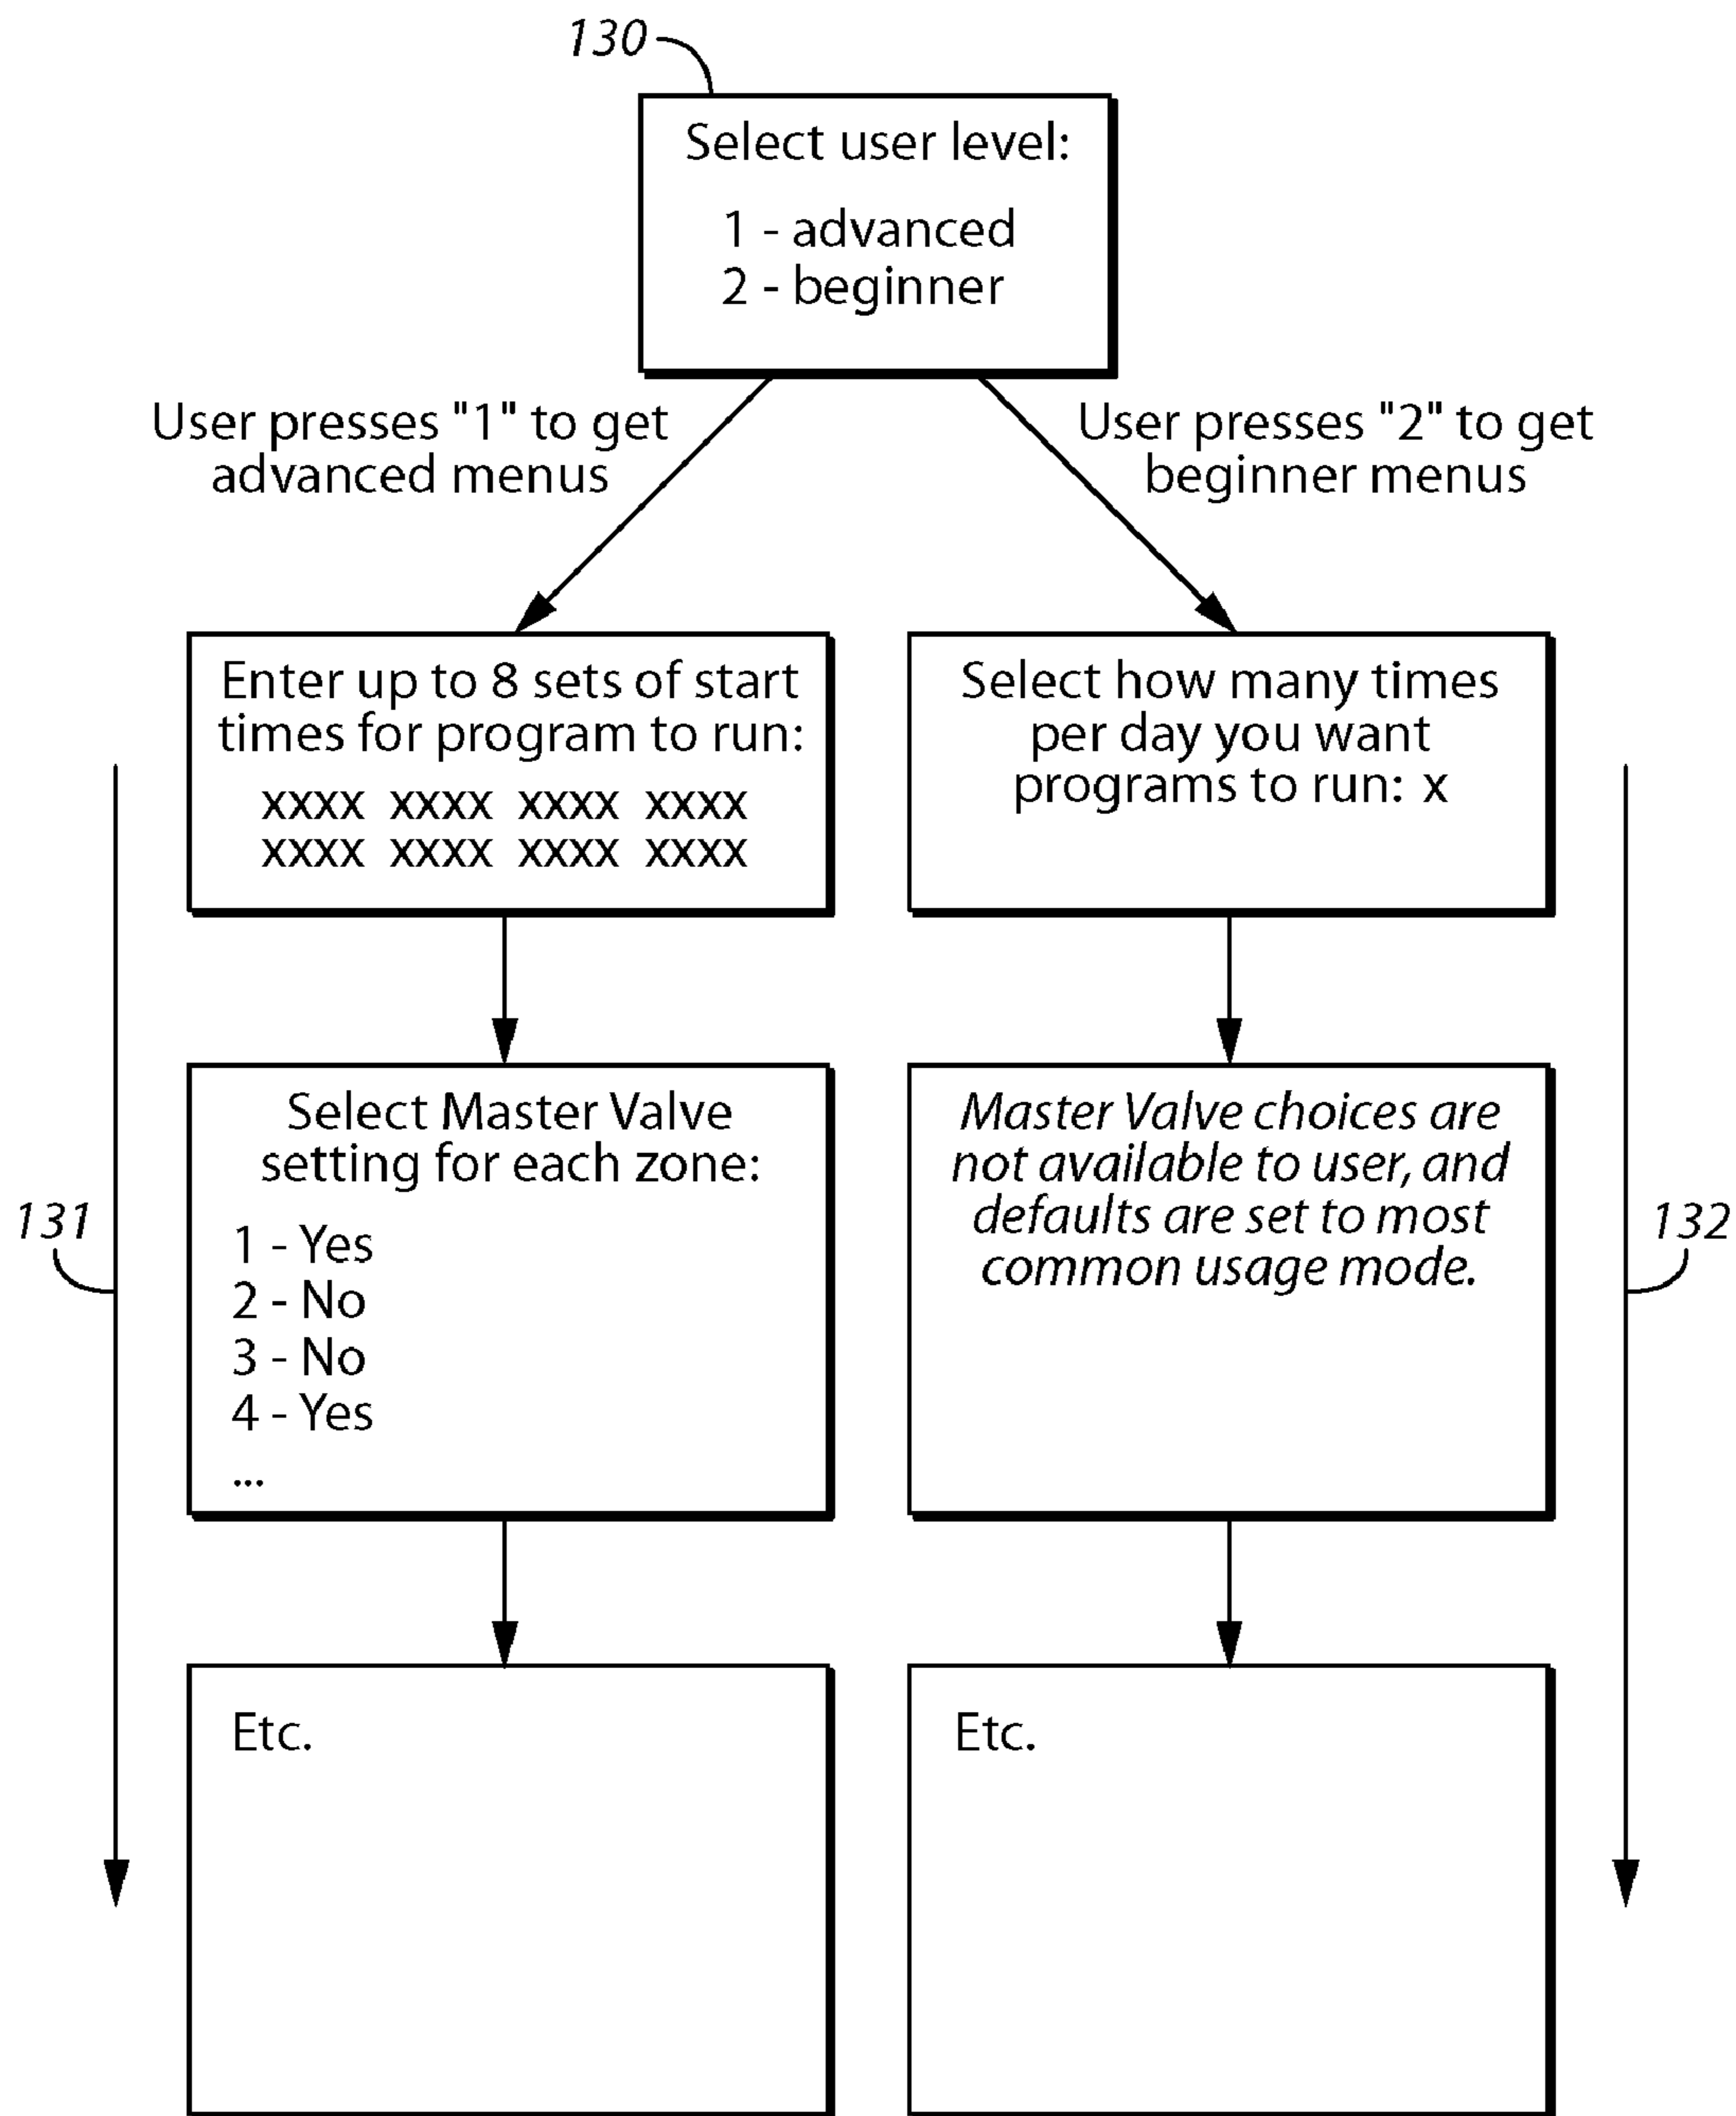 130
Select user level:
1 - advanced
2 - beginner
User presses "1" to get
advanced menus
User presses "2" to get
beginner menus
Enter up to 8 sets of start
times for program to run:
xxxx xxxx xxxx xxxx
xxxx xxxx xxxx xxxx
Select how many times
per day you want
programs to run: x
131
Select Master Valve
setting for each zone:
1 - Yes
2 - No
3 - No
4 - Yes
...
Master Valve choices are
not available to user, and
defaults are set to most
common usage mode.
132
Etc.
Etc.